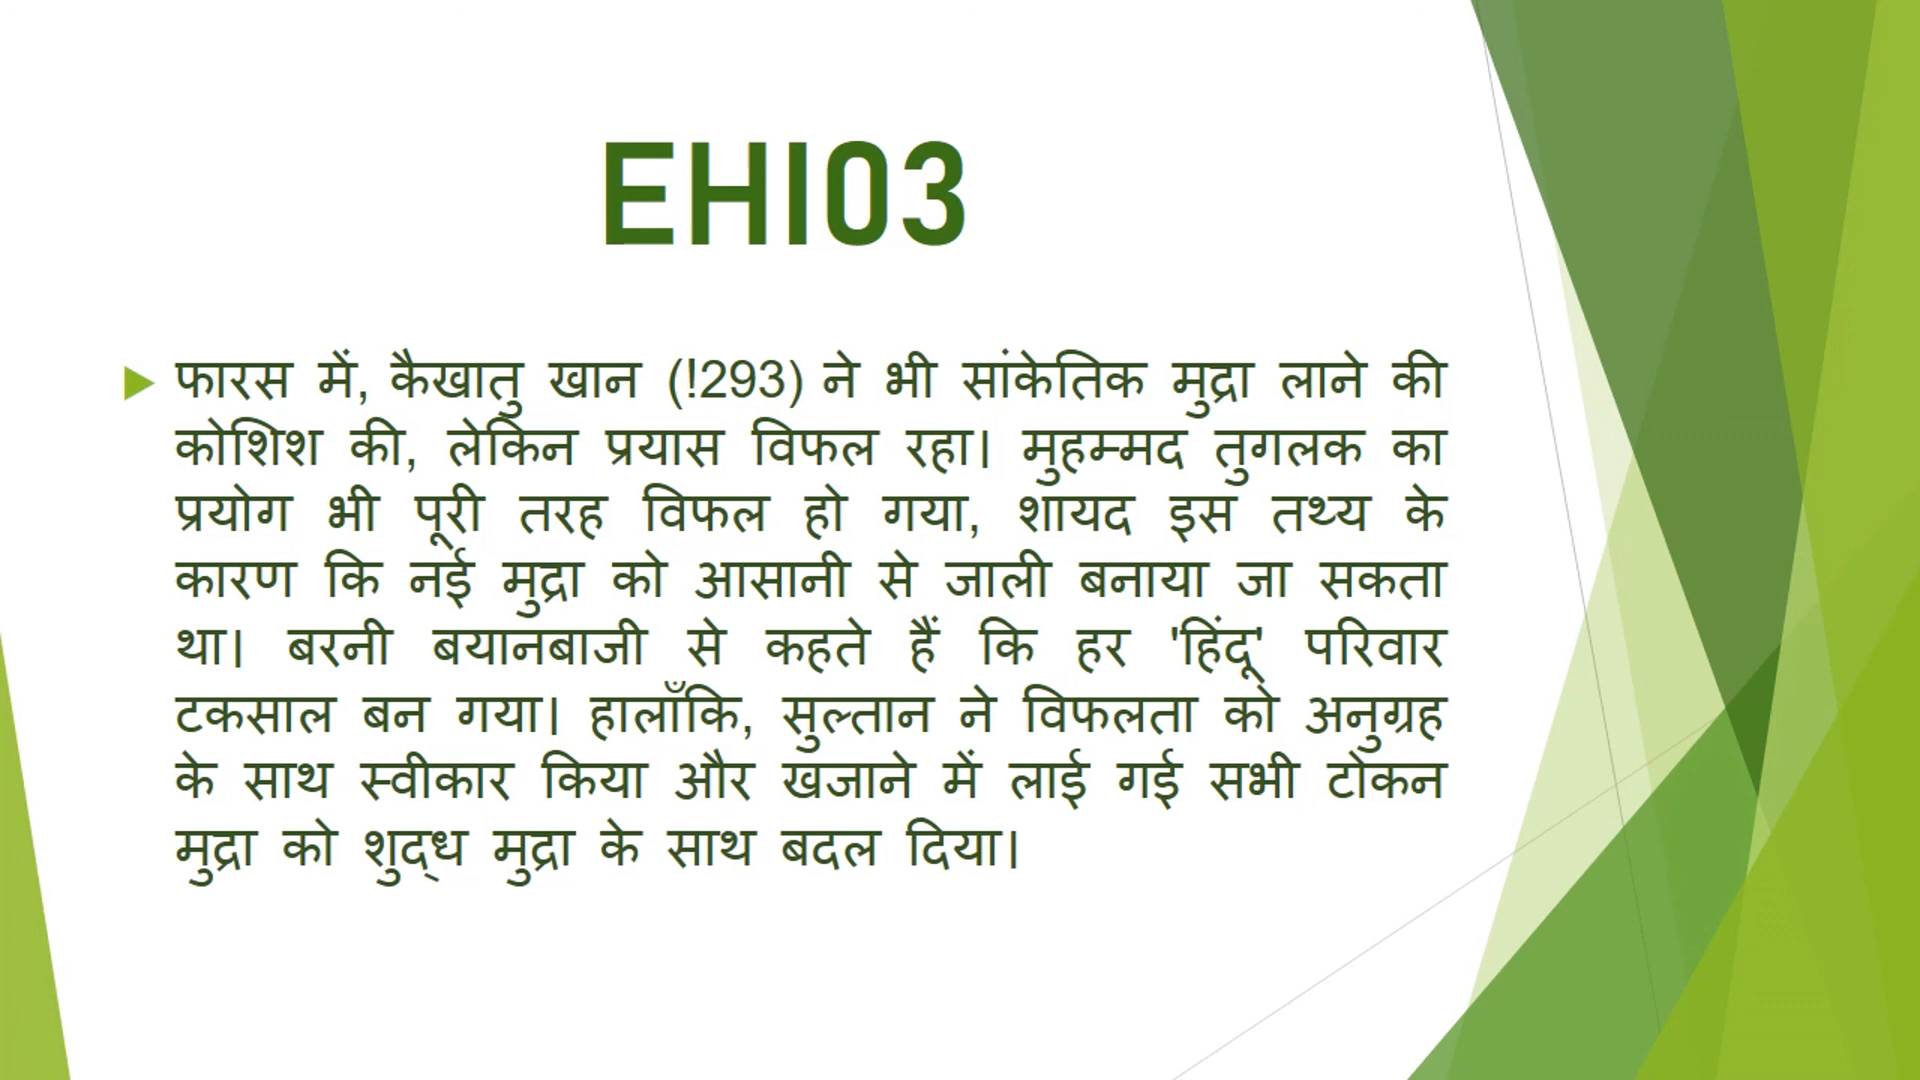 EHI03
फारस में, कैखातु खान (!293) ने भी सांकेतिक मुद्रा लाने की
कोशिश की, लेकिन प्रयास विफल रहा। मुहम्मद तुगलक का
प्रयोग भी पूरी तरह विफल हो गया, शायद इस तथ्य के
कारण कि नई मुद्रा को आसानी से जाली बनाया जा सकता
था। बरनी बयानबाजी से कहते हैं कि हर 'हिंदू' परिवार
टकसाल बन गया। हालाँकि, सुल्तान ने विफलता को अनुग्रह
के साथ स्वीकार किया और खजाने में लाई गई सभी टोकन
मुद्रा को शुद्ध मुद्रा के साथ बदल दिया।